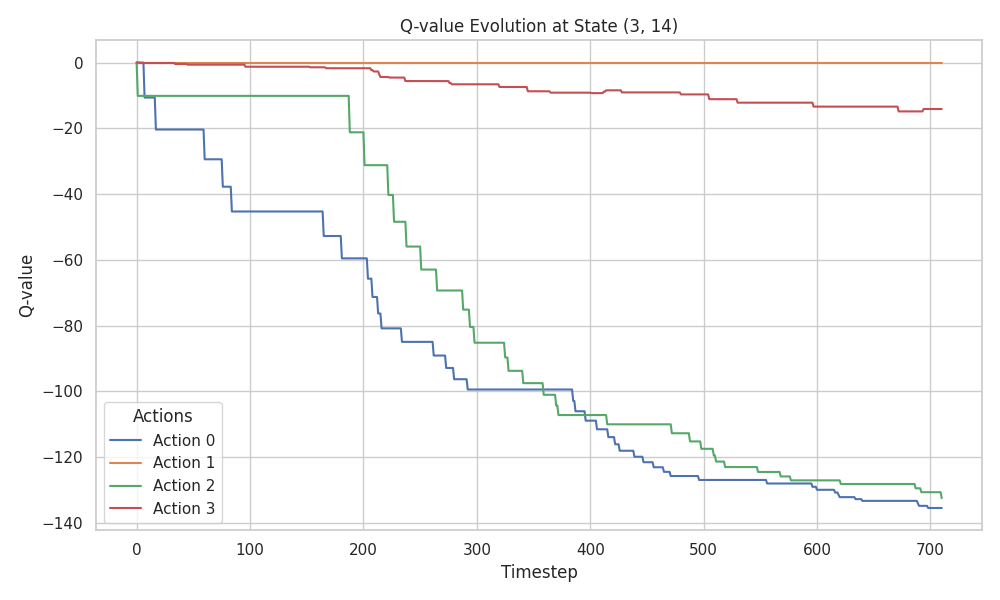 Q-value Evolution at State (3, 14)
Q-value
0
−20
−40
−60
−80
−100
−120
−140
Actions
Action 0
Action 1
Action 2
Action 3
0 100 200 300 400 500 600 700
Timestep